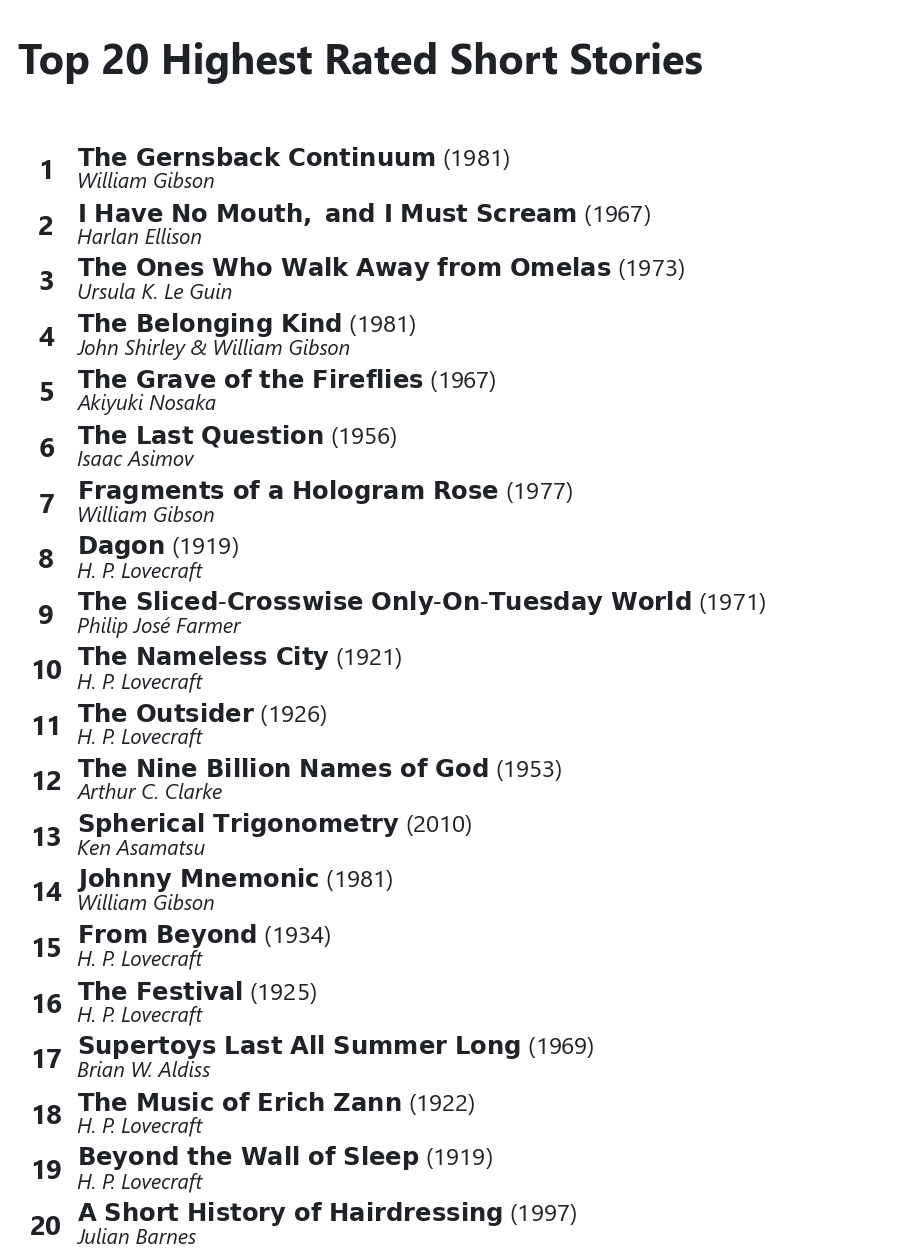 Top 20 Highest Rated Short Stories
1 The Gernsback Continuum (1981)
William Gibson
2 I Have No Mouth, and I Must Scream (1967)
Harlan Ellison
3 The Ones Who Walk Away from Omelas (1973)
Ursula K. Le Guin
4 The Belonging Kind (1981)
John Shirley & William Gibson
5 The Grave of the Fireflies (1967)
Akiyuki Nosaka
6 The Last Question (1956)
Isaac Asimov
7 Fragments of a Hologram Rose (1977)
William Gibson
8 Dagon (1919)
H. P. Lovecraft
9 The Sliced-Crosswise Only-On-Tuesday World (1971)
Philip José Farmer
10 The Nameless City (1921)
H. P. Lovecraft
11 The Outsider (1926)
H. P. Lovecraft
12 The Nine Billion Names of God (1953)
Arthur C. Clarke
13 Spherical Trigonometry (2010)
Ken Asamatsu
14 Johnny Mnemonic (1981)
William Gibson
15 From Beyond (1934)
H. P. Lovecraft
16 The Festival (1925)
H. P. Lovecraft
17 Supertoys Last All Summer Long (1969)
Brian W. Aldiss
18 The Music of Erich Zann (1922)
H. P. Lovecraft
19 Beyond the Wall of Sleep (1919)
H. P. Lovecraft
20 A Short History of Hairdressing (1997)
Julian Barnes